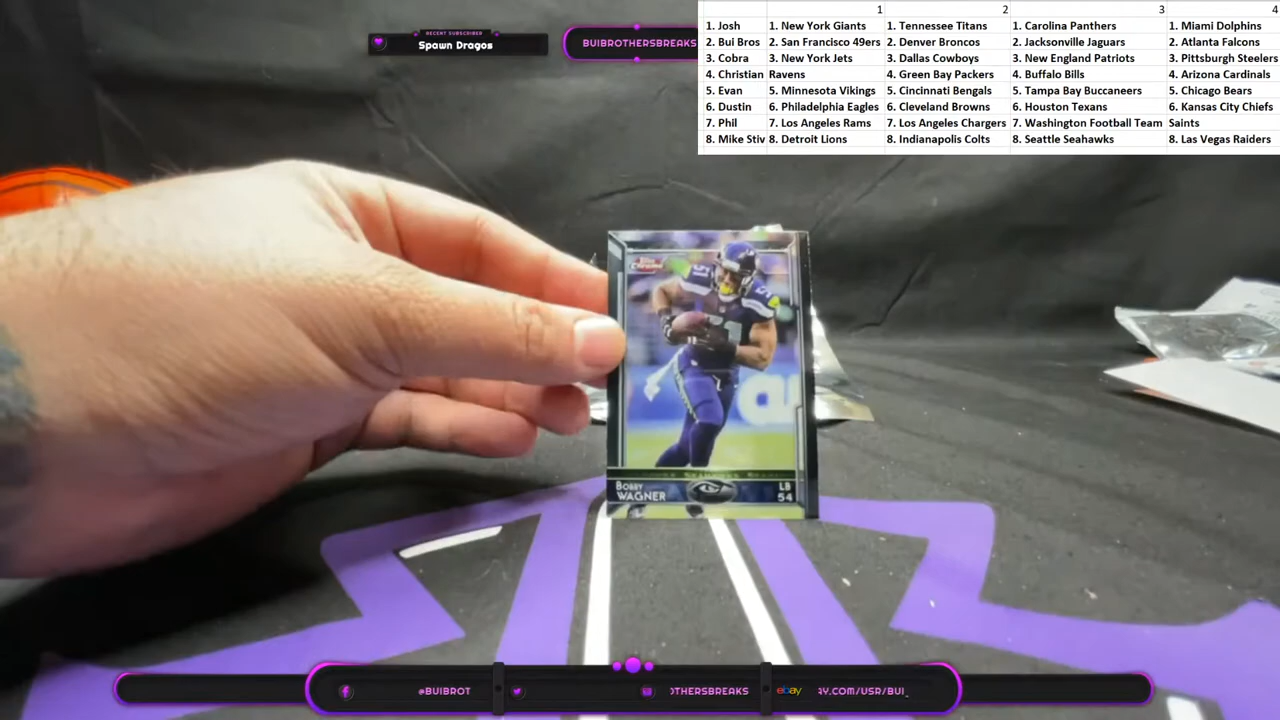 RECENT SUBSCRIBER
Spawn Dragos
BUIBROTHERSBREAKS
1 2 3 4
1. Josh 1. New York Giants 1. Tennessee Titans 1. Carolina Panthers 1. Miami Dolphins
2. Bui Bros 2. San Francisco 49ers 2. Denver Broncos 2. Jacksonville Jaguars 2. Atlanta Falcons
3. Cobra 3. New York Jets 3. Dallas Cowboys 3. New England Patriots 3. Pittsburgh Steelers
4. Christian Ravens 4. Green Bay Packers 4. Buffalo Bills 4. Arizona Cardinals
5. Evan 5. Minnesota Vikings 5. Cincinnati Bengals 5. Tampa Bay Buccaneers 5. Chicago Bears
6. Dustin 6. Philadelphia Eagles 6. Cleveland Browns 6. Houston Texans 6. Kansas City Chiefs
7. Phil 7. Los Angeles Rams 7. Los Angeles Chargers 7. Washington Football Team Saints
8. Mike Stiv 8. Detroit Lions 8. Indianapolis Colts 8. Seattle Seahawks 8. Las Vegas Raiders
Topps
Chrome
51
BOBBY
WAGNER
LB
54
@BUIBROT OTHERSBREAKS ebay AY.COM/USR/BUI_